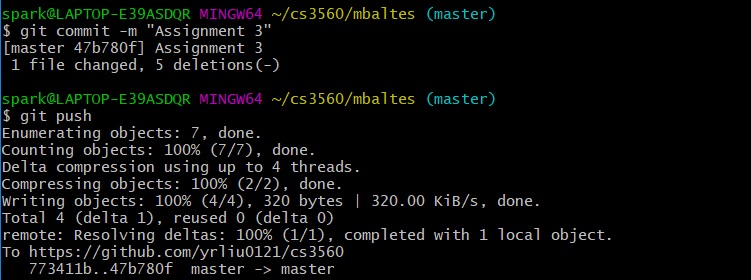 spark@LAPTOP-E39ASDQR MINGW64 ~/cs3560/mbaltes (master)
$ git commit -m "Assignment 3"
[master 47b780f] Assignment 3
 1 file changed, 5 deletions(-)

spark@LAPTOP-E39ASDQR MINGW64 ~/cs3560/mbaltes (master)
$ git push
Enumerating objects: 7, done.
Counting objects: 100% (7/7), done.
Delta compression using up to 4 threads.
Compressing objects: 100% (2/2), done.
Writing objects: 100% (4/4), 320 bytes | 320.00 KiB/s, done.
Total 4 (delta 1), reused 0 (delta 0)
remote: Resolving deltas: 100% (1/1), completed with 1 local object.
To https://github.com/yrliu0121/cs3560
   773411b..47b780f  master -> master